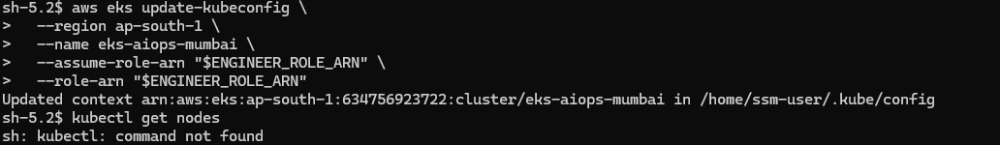 sh-5.2$ aws eks update-kubeconfig \
>   --region ap-south-1 \
>   --name eks-aiops-mumbai \
>   --assume-role-arn "$ENGINEER_ROLE_ARN" \
>   --role-arn "$ENGINEER_ROLE_ARN"
Updated context arn:aws:eks:ap-south-1:634756923722:cluster/eks-aiops-mumbai in /home/ssm-user/.kube/config
sh-5.2$ kubectl get nodes
sh: kubectl: command not found